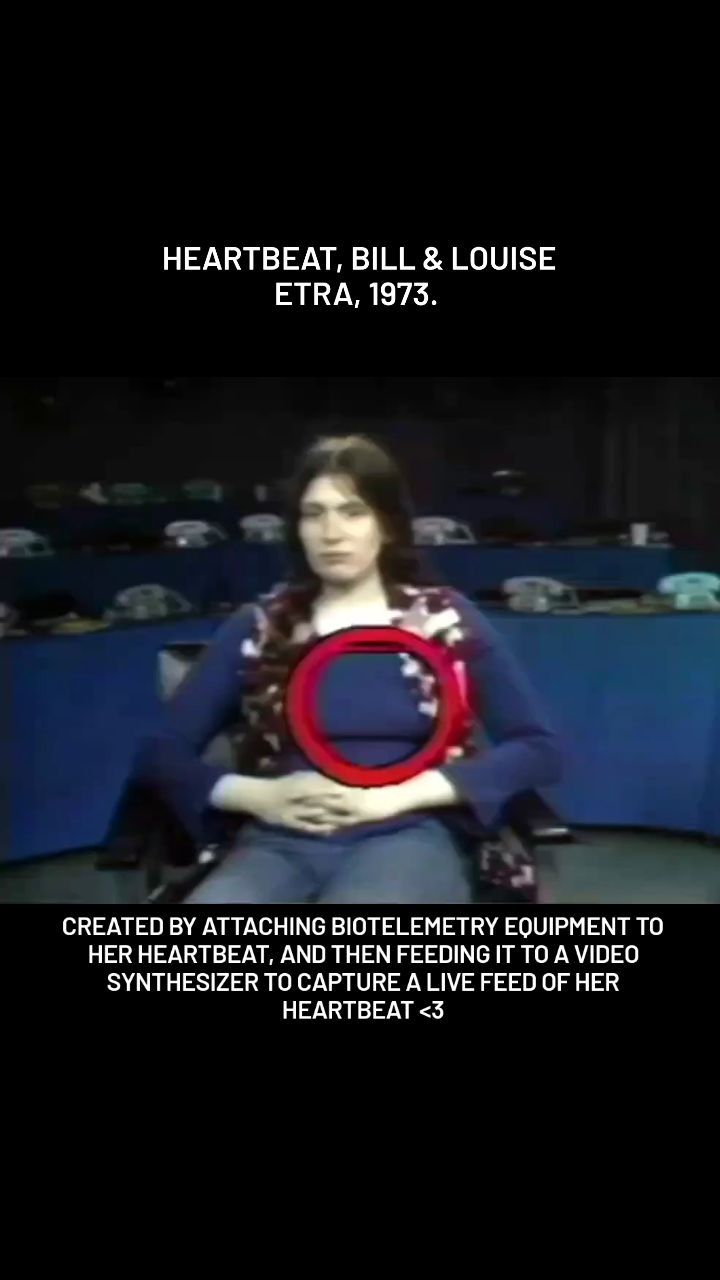 HEARTBEAT, BILL & LOUISE
ETRA, 1973.
CREATED BY ATTACHING BIOTELEMETRY EQUIPMENT TO
HER HEARTBEAT, AND THEN FEEDING IT TO A VIDEO
SYNTHESIZER TO CAPTURE A LIVE FEED OF HER
HEARTBEAT <3